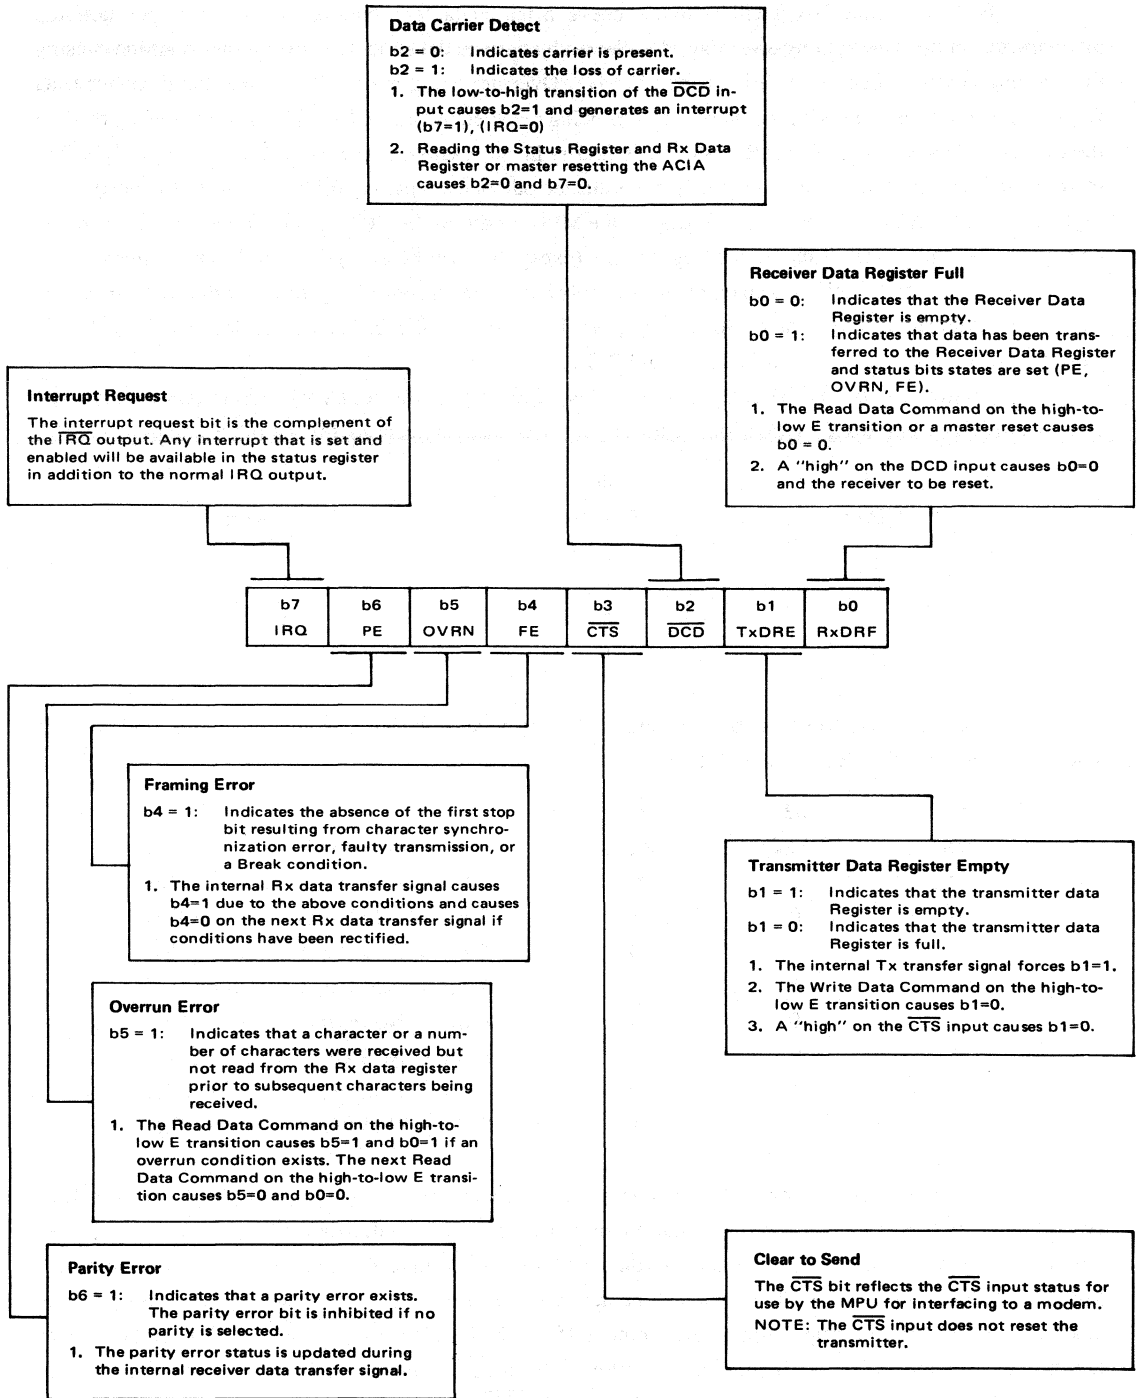 Data Carrier Detect
b2 = 0: Indicates carrier is present.
b2 = 1: Indicates the loss of carrier.
1. The low-to-high transition of the D̅C̅D̅ in-
put causes b2=1 and generates an interrupt
(b7=1), (IRQ=0)
2. Reading the Status Register and Rx Data
Register or master resetting the ACIA
causes b2=0 and b7=0.
Receiver Data Register Full
b0 = 0: Indicates that the Receiver Data
Register is empty.
b0 = 1: Indicates that data has been trans-
ferred to the Receiver Data Register
and status bits states are set (PE,
OVRN, FE).
1. The Read Data Command on the high-to-
low E transition or a master reset causes
b0 = 0.
2. A "high" on the DCD input causes b0=0
and the receiver to be reset.
Interrupt Request
The interrupt request bit is the complement of
the I̅R̅Q̅ output. Any interrupt that is set and
enabled will be available in the status register
in addition to the normal IRQ output.
b7 b6 b5 b4 b3 b2 b1 b0
IRQ PE OVRN FE C̅T̅S̅ D̅C̅D̅ TxDRE RxDRF
Framing Error
b4 = 1: Indicates the absence of the first stop
bit resulting from character synchro-
nization error, faulty transmission, or
a Break condition.
1. The internal Rx data transfer signal causes
b4=1 due to the above conditions and causes
b4=0 on the next Rx data transfer signal if
conditions have been rectified.
Transmitter Data Register Empty
b1 = 1: Indicates that the transmitter data
Register is empty.
b1 = 0: Indicates that the transmitter data
Register is full.
1. The internal Tx transfer signal forces b1=1.
2. The Write Data Command on the high-to-
low E transition causes b1=0.
3. A "high" on the C̅T̅S̅ input causes b1=0.
Overrun Error
b5 = 1: Indicates that a character or a num-
ber of characters were received but
not read from the Rx data register
prior to subsequent characters being
received.
1. The Read Data Command on the high-to-
low E transition causes b5=1 and b0=1 if an
overrun condition exists. The next Read
Data Command on the high-to-low E transi-
tion causes b5=0 and b0=0.
Parity Error
b6 = 1: Indicates that a parity error exists.
The parity error bit is inhibited if no
parity is selected.
1. The parity error status is updated during
the internal receiver data transfer signal.
Clear to Send
The C̅T̅S̅ bit reflects the C̅T̅S̅ input status for
use by the MPU for interfacing to a modem.
NOTE: The C̅T̅S̅ input does not reset the
transmitter.